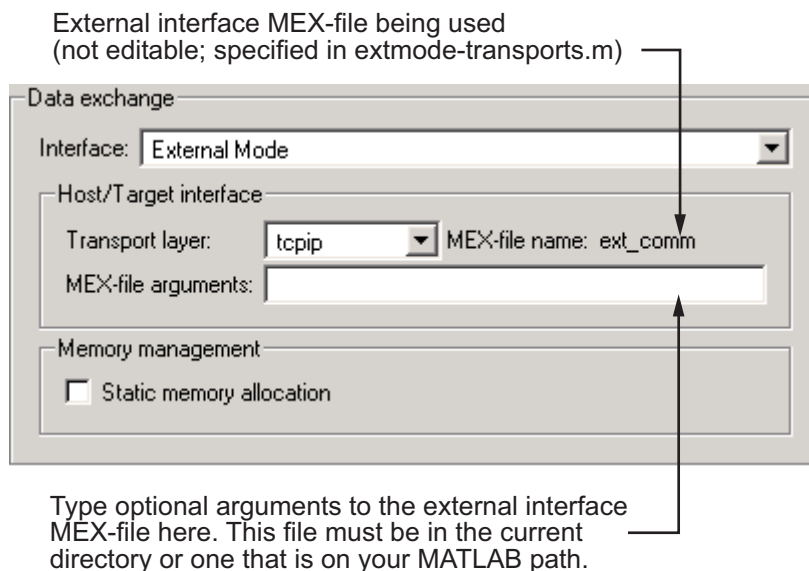 External interface MEX-file being used
(not editable; specified in extmode-transports.m)
Data exchange
Interface: External Mode
Host/Target interface
Transport layer: tcpip MEX-file name: ext_comm
MEX-file arguments:
Memory management
Static memory allocation
Type optional arguments to the external interface
MEX-file here. This file must be in the current
directory or one that is on your MATLAB path.